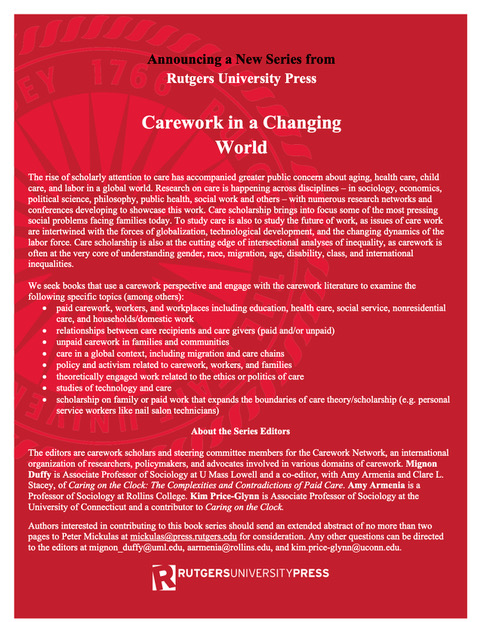 Announcing a New Series from
Rutgers University Press
Carework in a Changing
World
The rise of scholarly attention to care has accompanied greater public concern about aging, health care, child
care, and labor in a global world. Research on care is happening across disciplines – in sociology, economics,
political science, philosophy, public health, social work and others – with numerous research networks and
conferences developing to showcase this work. Care scholarship brings into focus some of the most pressing
social problems facing families today. To study care is also to study the future of work, as issues of care work
are intertwined with the forces of globalization, technological development, and the changing dynamics of the
labor force. Care scholarship is also at the cutting edge of intersectional analyses of inequality, as carework is
often at the very core of understanding gender, race, migration, age, disability, class, and international
inequalities.
We seek books that use a carework perspective and engage with the carework literature to examine the
following specific topics (among others):
• paid carework, workers, and workplaces including education, health care, social service, nonresidential
care, and households/domestic work
• relationships between care recipients and care givers (paid and/or unpaid)
• unpaid carework in families and communities
• care in a global context, including migration and care chains
• policy and activism related to carework, workers, and families
• theoretically engaged work related to the ethics or politics of care
• studies of technology and care
• scholarship on family or paid work that expands the boundaries of care theory/scholarship (e.g. personal
service workers like nail salon technicians)
About the Series Editors
The editors are carework scholars and steering committee members for the Carework Network, an international
organization of researchers, policymakers, and advocates involved in various domains of carework. Mignon
Duffy is Associate Professor of Sociology at U Mass Lowell and a co-editor, with Amy Armenia and Clare L.
Stacey, of Caring on the Clock: The Complexities and Contradictions of Paid Care. Amy Armenia is a
Professor of Sociology at Rollins College. Kim Price-Glynn is Associate Professor of Sociology at the
University of Connecticut and a contributor to Caring on the Clock.
Authors interested in contributing to this book series should send an extended abstract of no more than two
pages to Peter Mickulas at mickulas@press.rutgers.edu for consideration. Any other questions can be directed
to the editors at mignon_duffy@uml.edu, aarmenia@rollins.edu, and kim.price-glynn@uconn.edu.
R RUTGERSUNIVERSITYPRESS
1766